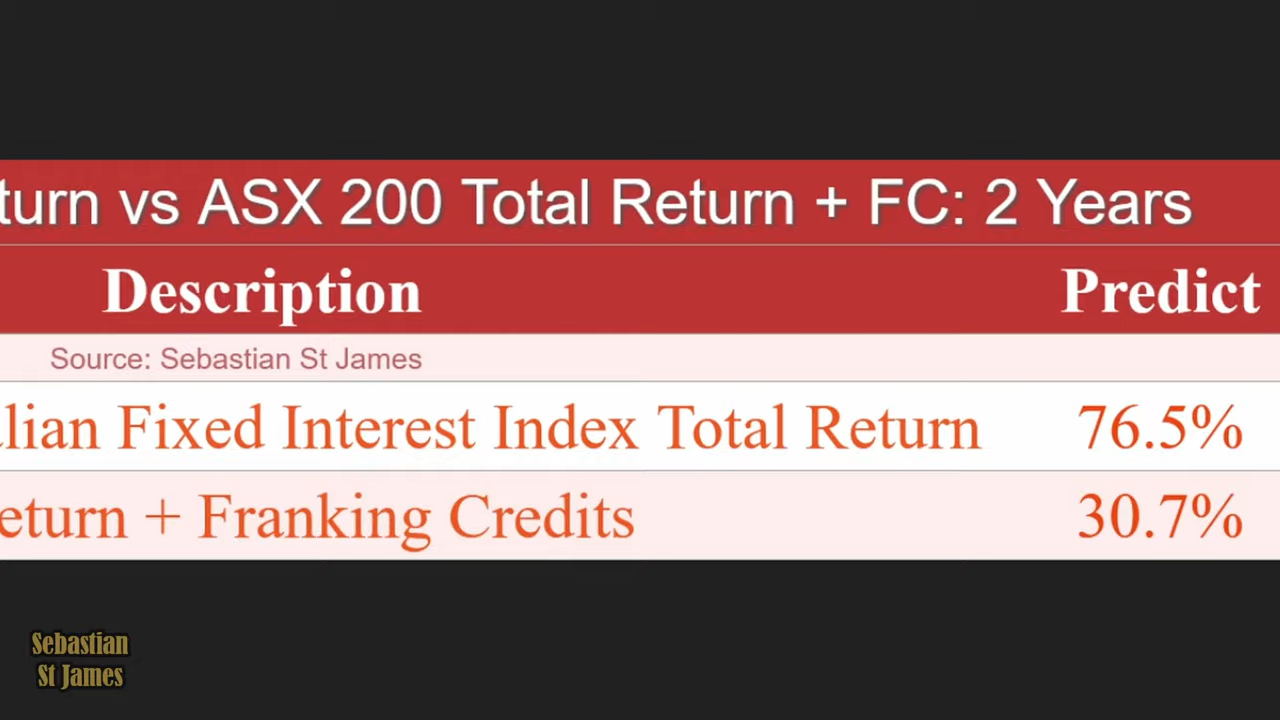 turn vs ASX 200 Total Return + FC: 2 Years
Description Predict
Source: Sebastian St James
lian Fixed Interest Index Total Return 76.5%
eturn + Franking Credits 30.7%
Sebastian
St James